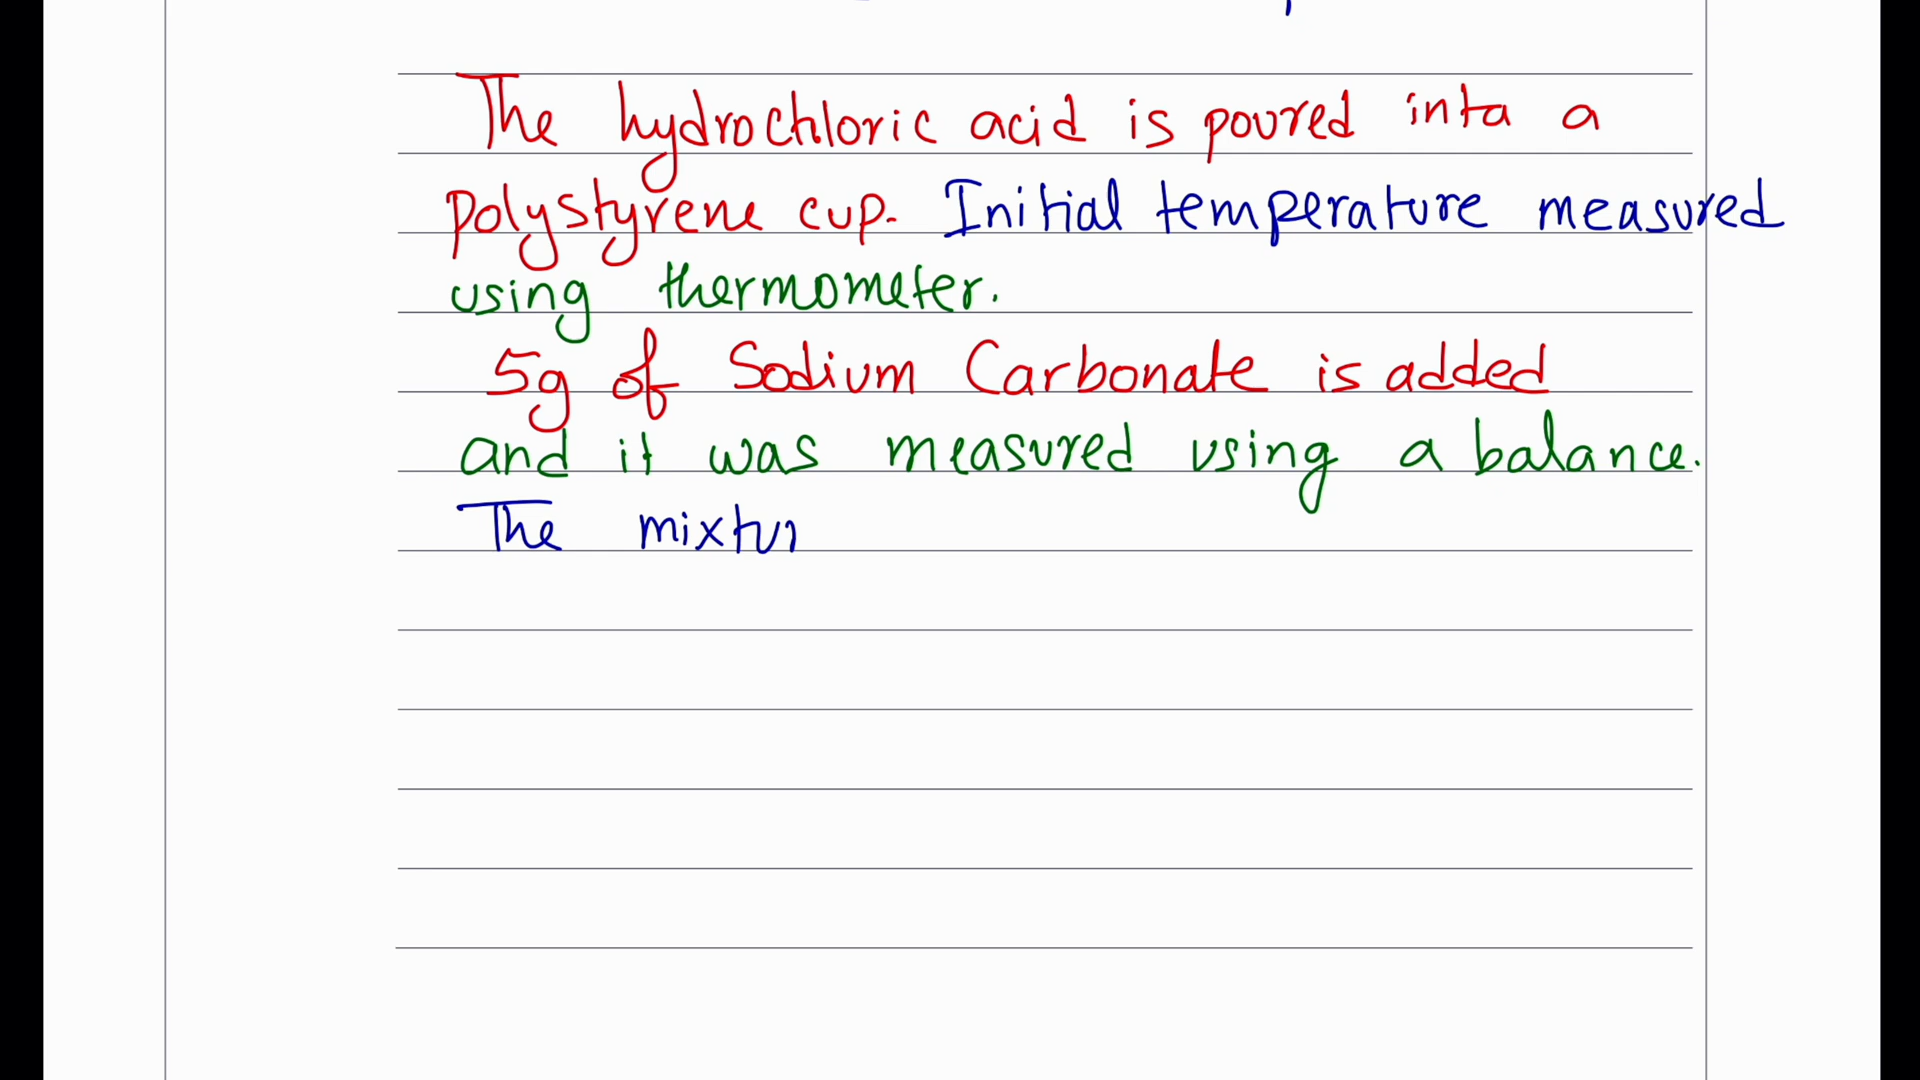 The hydrochloric acid is poured inta a
polystyrene cup. Initial temperature measured
using thermometer.
5g of Sodium Carbonate is added
and it was measured using a balance.
The mixtur